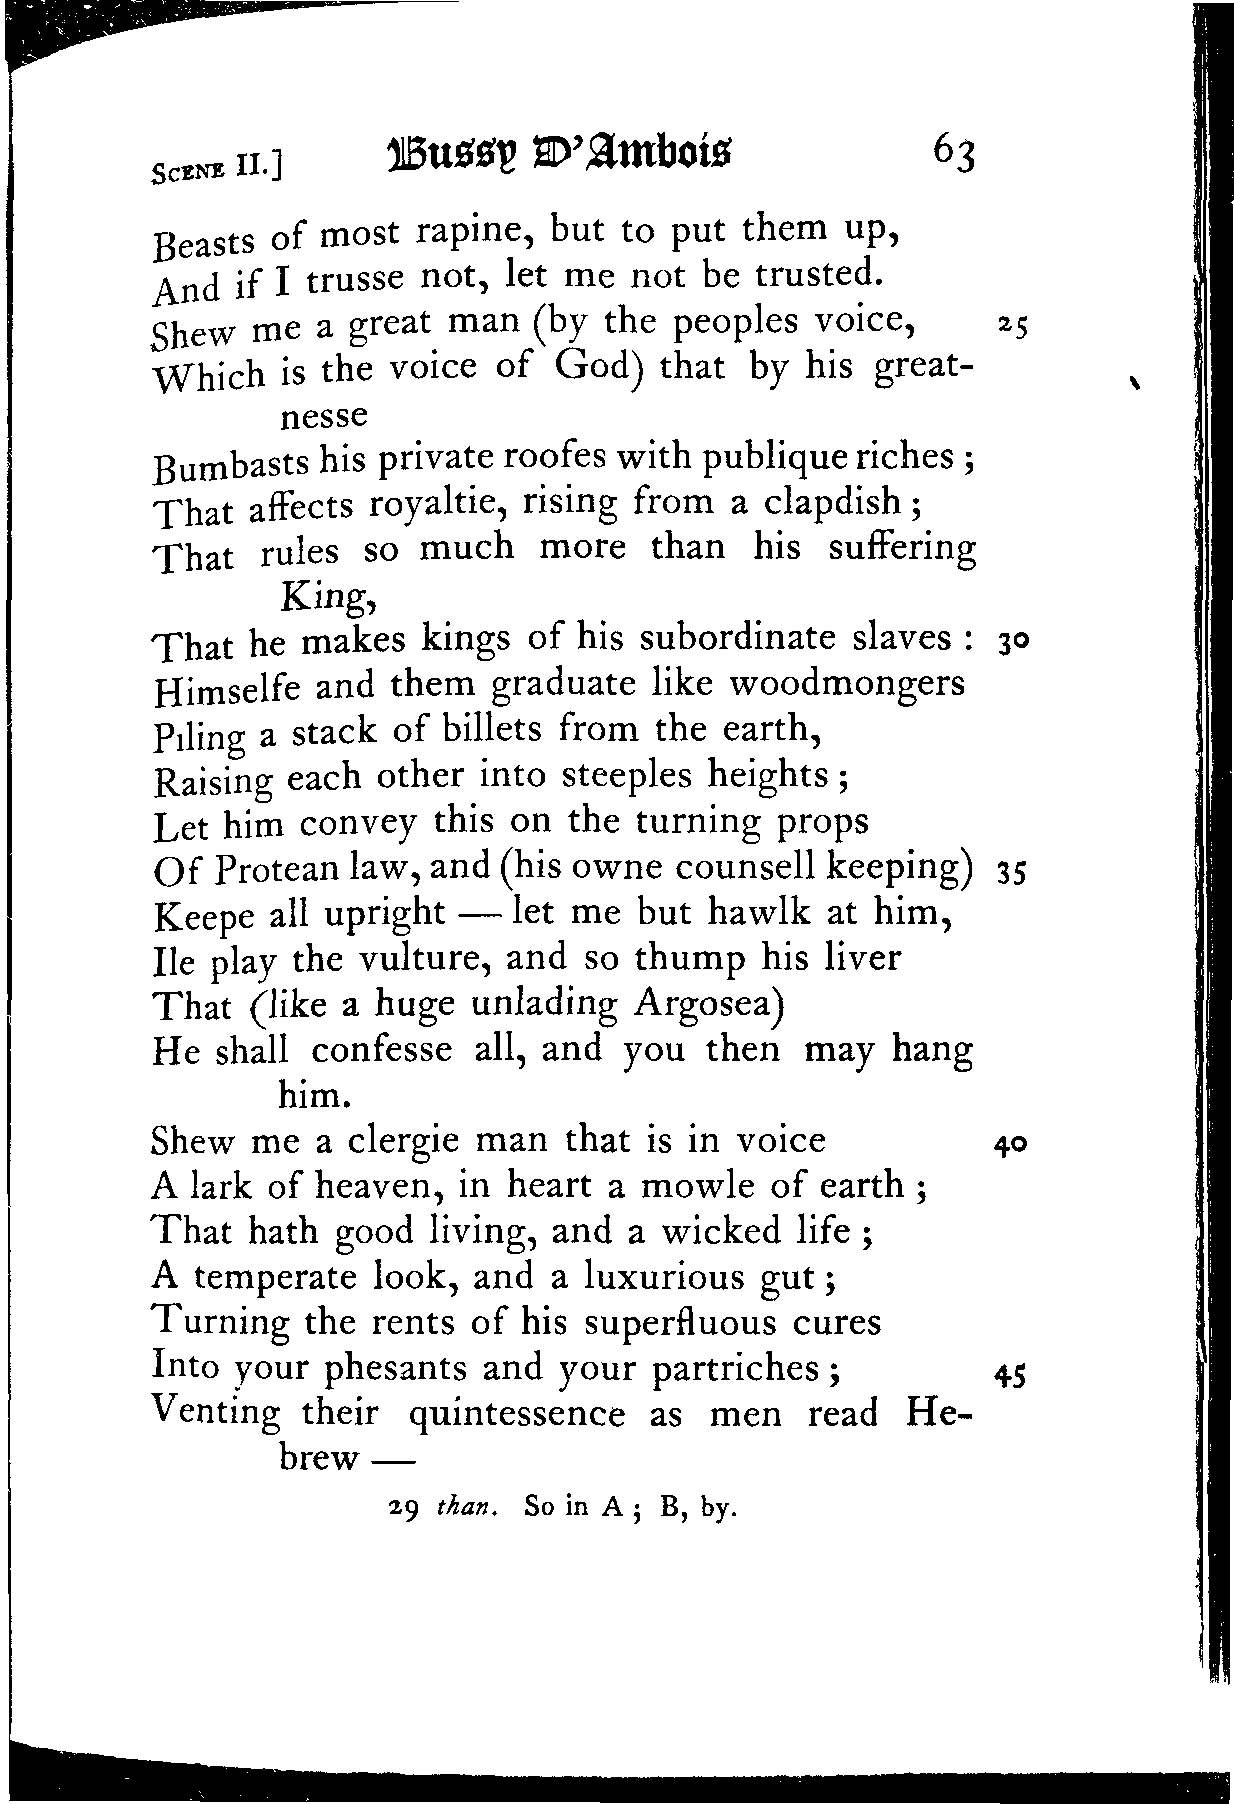 SCENE II.] Bussy D'Ambois 63
Beasts of most rapine, but to put them up,
And if I trusse not, let me not be trusted.
Shew me a great man (by the peoples voice, 25
Which is the voice of God) that by his great-
nesse
Bumbasts his private roofes with publique riches ;
That affects royaltie, rising from a clapdish ;
That rules so much more than his suffering
King,
That he makes kings of his subordinate slaves : 30
Himselfe and them graduate like woodmongers
Piling a stack of billets from the earth,
Raising each other into steeples heights ;
Let him convey this on the turning props
Of Protean law, and (his owne counsell keeping) 35
Keepe all upright — let me but hawlk at him,
Ile play the vulture, and so thump his liver
That (like a huge unlading Argosea)
He shall confesse all, and you then may hang
him.
Shew me a clergie man that is in voice 40
A lark of heaven, in heart a mowle of earth ;
That hath good living, and a wicked life ;
A temperate look, and a luxurious gut ;
Turning the rents of his superfluous cures
Into your phesants and your partriches ; 45
Venting their quintessence as men read He-
brew —
29 than. So in A ; B, by.